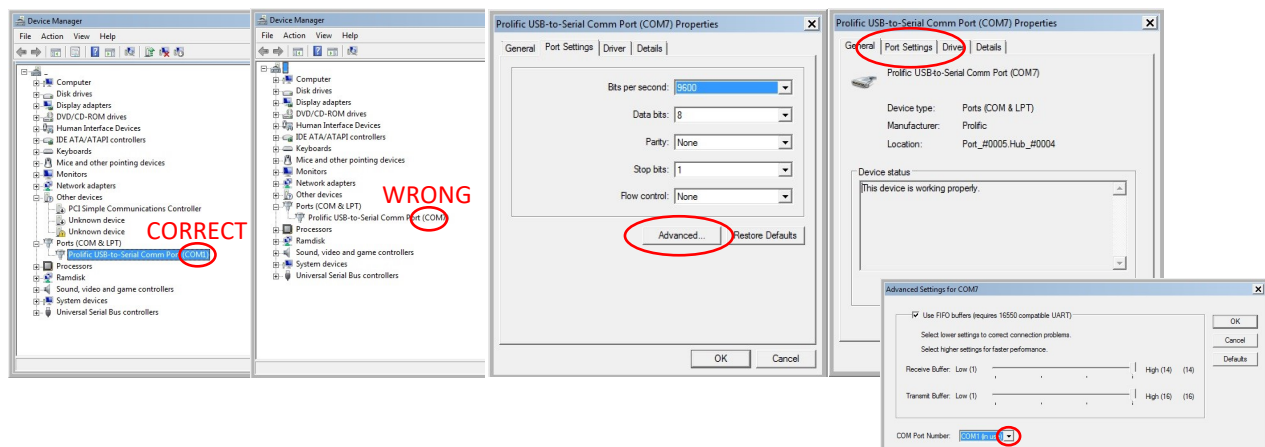 Device Manager
File Action View Help
Computer
Disk drives
Display adapters
DVD/CD-ROM drives
Human Interface Devices
IDE ATA/ATAPI controllers
Keyboards
Mice and other pointing devices
Monitors
Network adapters
Other devices
PCI Simple Communications Controller
Unknown device
Unknown device
CORRECT
Ports (COM & LPT)
Prolific USB-to-Serial Comm Port (COM1)
Processors
Ramdisk
Sound, video and game controllers
System devices
Universal Serial Bus controllers
Device Manager
File Action View Help
Computer
Disk drives
Display adapters
DVD/CD-ROM drives
Human Interface Devices
IDE ATA/ATAPI controllers
Keyboards
Mice and other pointing devices
Monitors
Network adapters
Other devices
WRONG
Ports (COM & LPT)
Prolific USB-to-Serial Comm Port (COM7)
Processors
Ramdisk
Sound, video and game controllers
System devices
Universal Serial Bus controllers
Prolific USB-to-Serial Comm Port (COM7) Properties
General Port Settings Driver Details
Bits per second: 9600
Data bits: 8
Parity: None
Stop bits: 1
Flow control: None
Advanced... Restore Defaults
OK Cancel
Prolific USB-to-Serial Comm Port (COM7) Properties
General Port Settings Driver Details
Prolific USB-to-Serial Comm Port (COM7)
Device type: Ports (COM & LPT)
Manufacturer: Prolific
Location: Port_#0005.Hub_#0004
Device status
This device is working properly.
Advanced Settings for COM7
Use FIFO buffers (requires 16550 compatible UART)
OK
Select lower settings to correct connection problems.
Cancel
Select higher settings for faster performance.
Defaults
Receive Buffer: Low (1) High (14) (14)
Transmit Buffer: Low (1) High (16) (16)
COM Port Number: COM1 (in use)